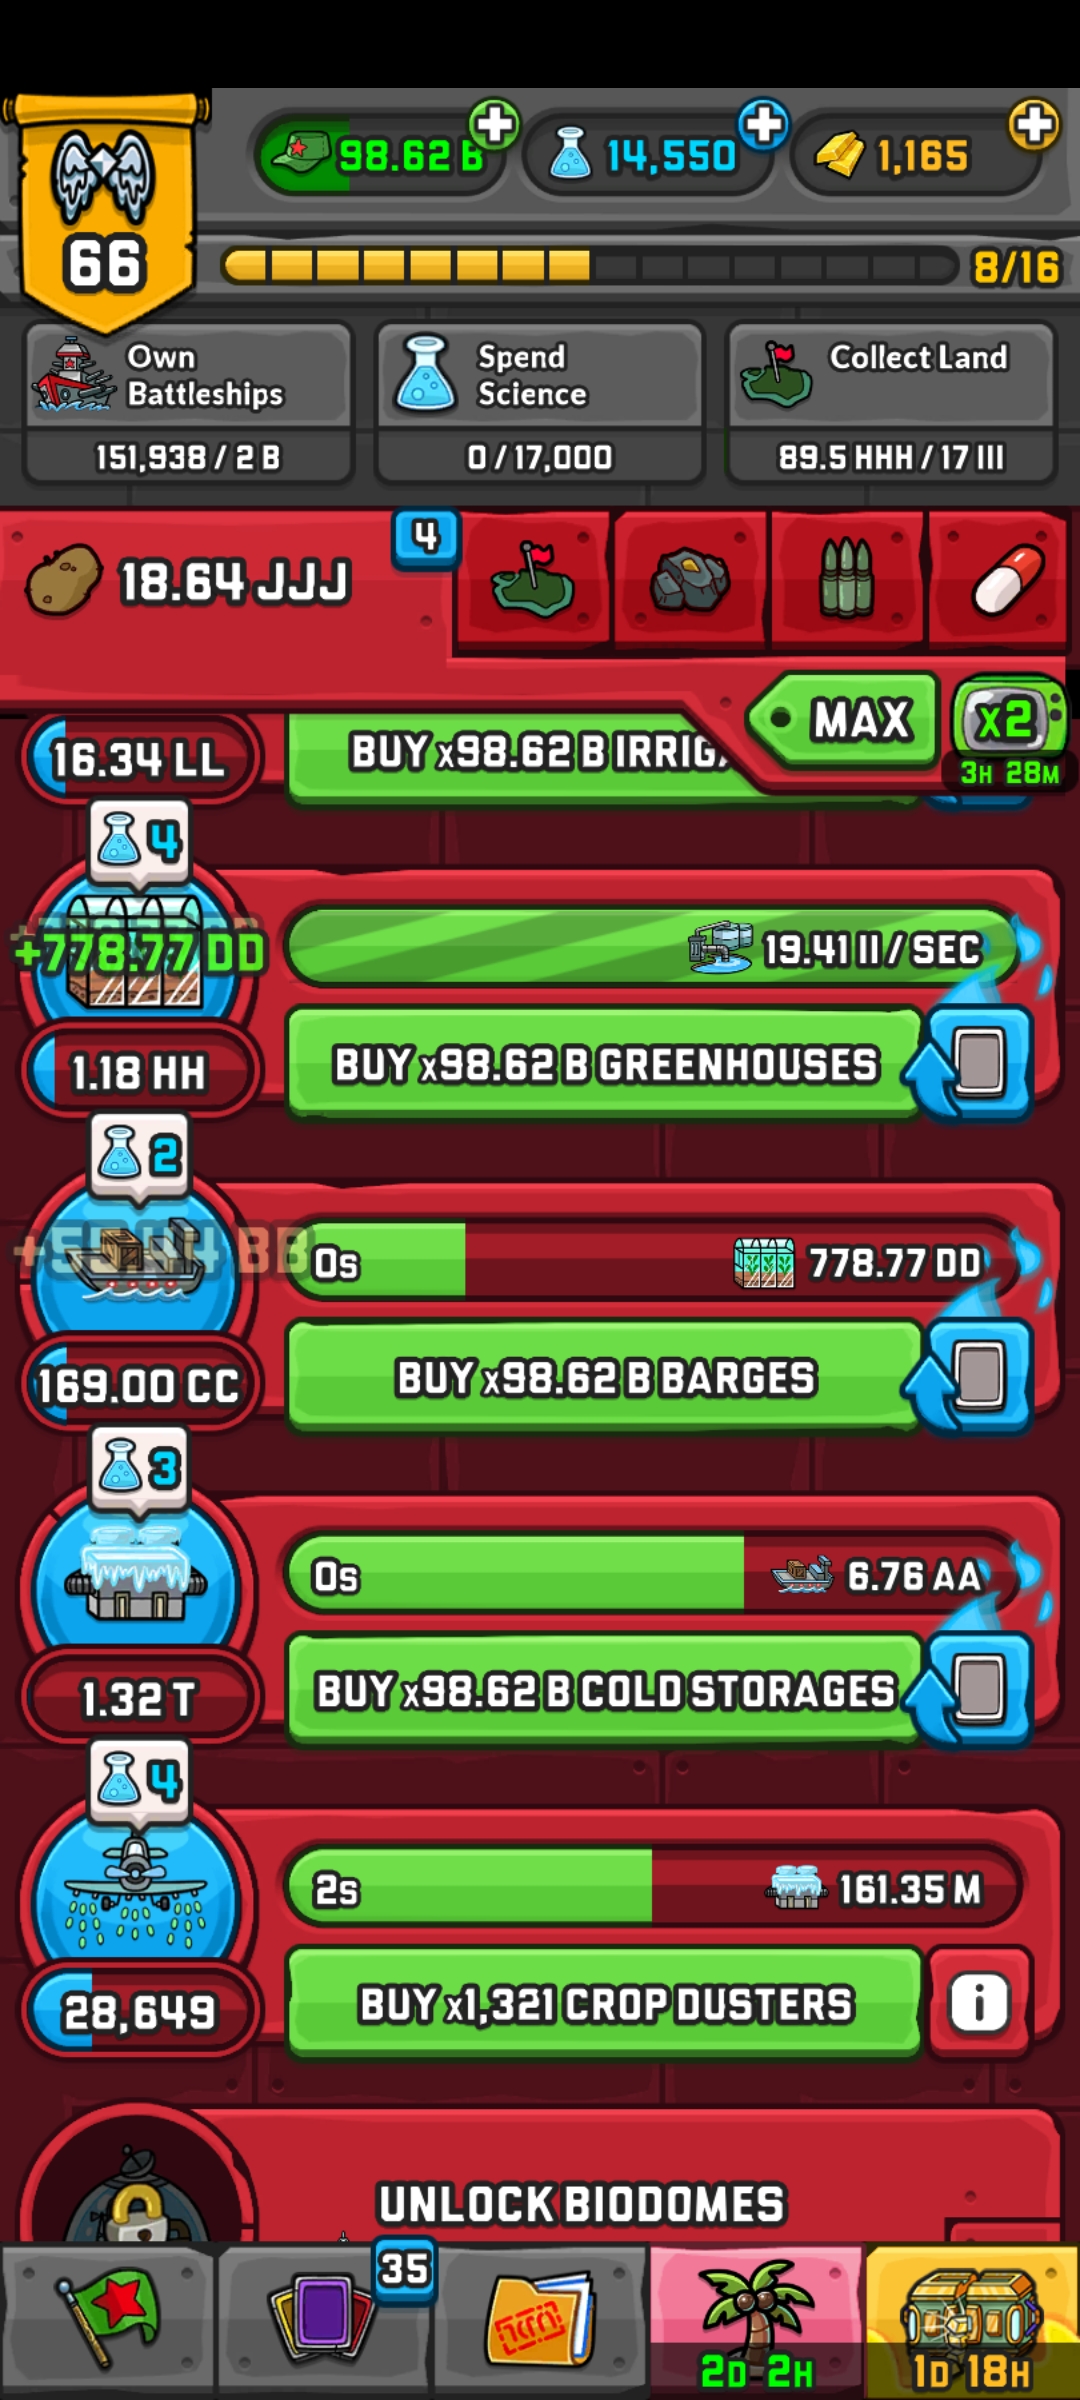 98.62 B
14,550
1,165
66
8/16
Own
Battleships
151,938 / 2 B
Spend
Science
0 / 17,000
Collect Land
89.5 HHH / 17 III
18.64 JJJ
4
MAX
x2
3H 28M
16.34 LL
BUY x98.62 B
4
+778.77 DD
19.41 II / SEC
1.18 HH
BUY x98.62 B GREENHOUSES
2
0s
778.77 DD
169.00 CC
BUY x98.62 B BARGES
3
0s
6.76 AA
1.32 T
BUY x98.62 B COLD STORAGES
4
2s
161.35 M
28,649
BUY x1,321 CROP DUSTERS
i
UNLOCK BIODOMES
35
2D 2H
1D 18H